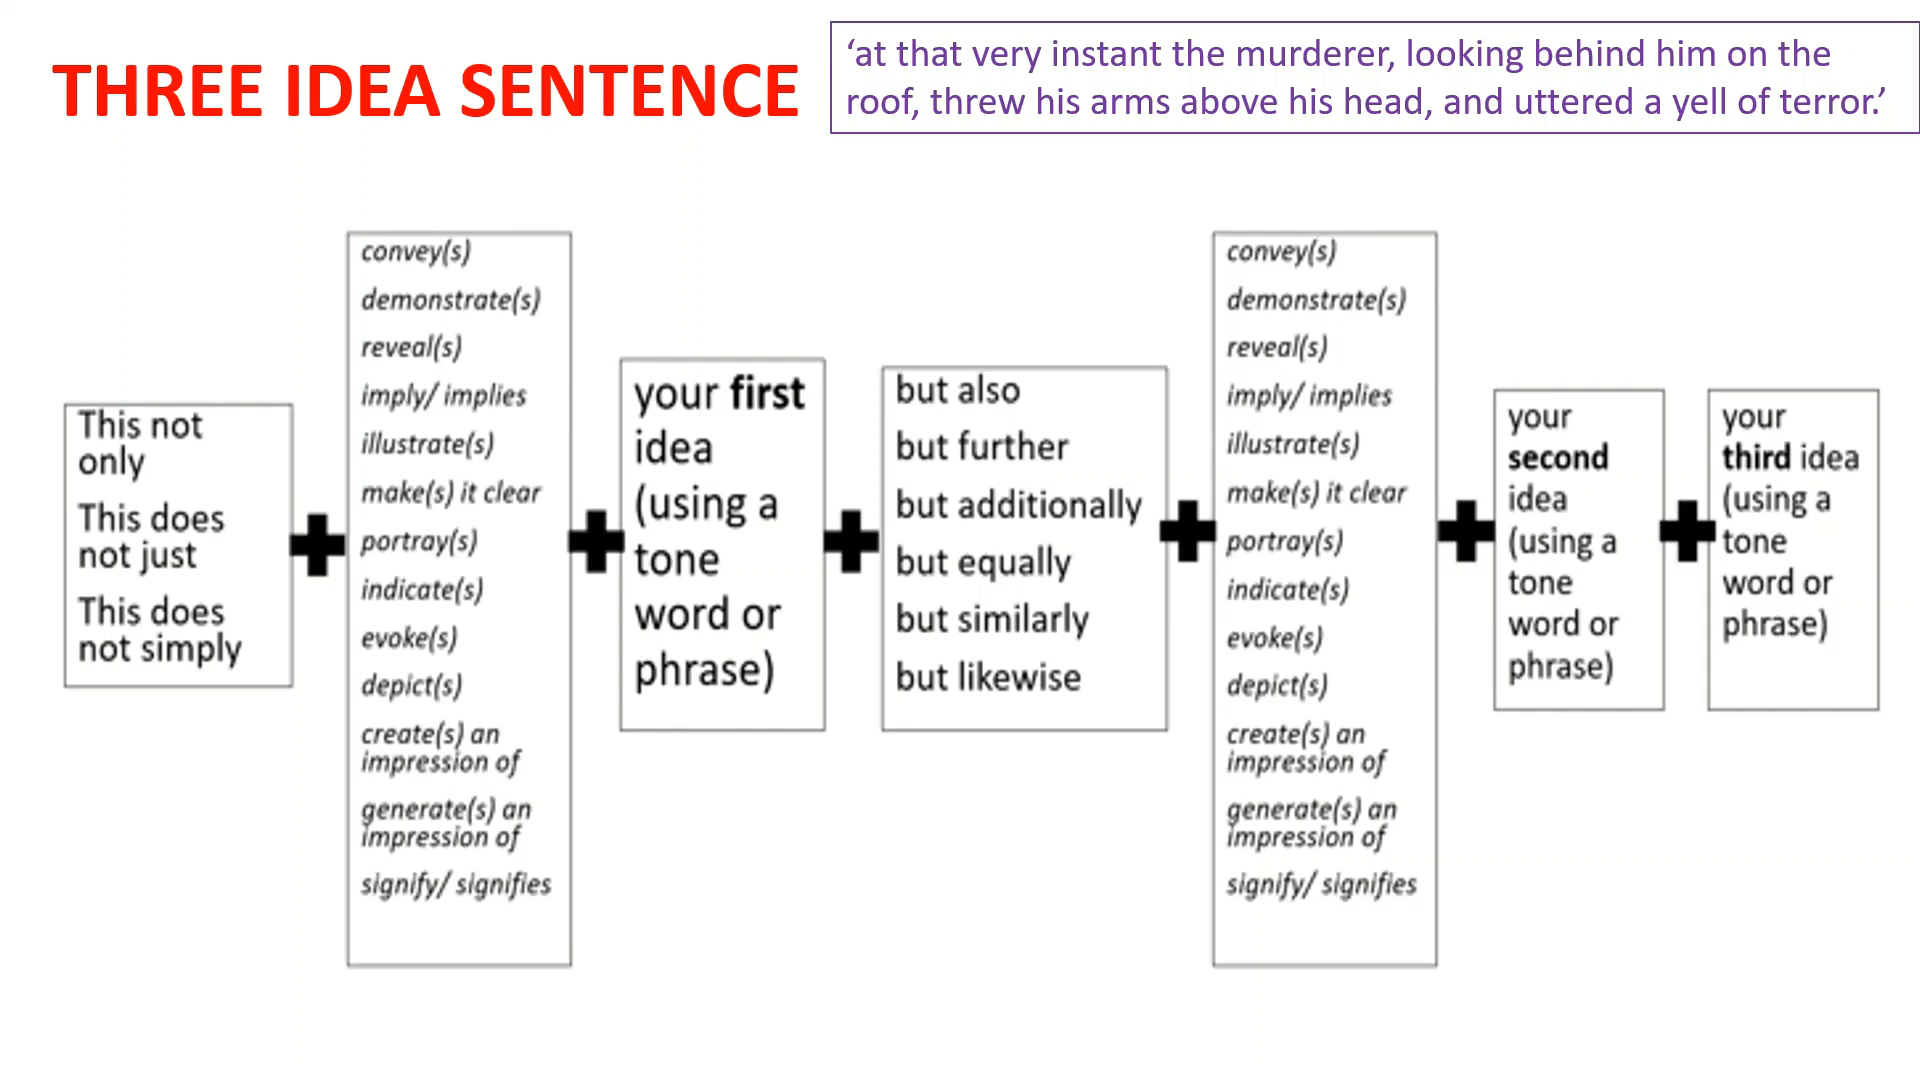 THREE IDEA SENTENCE
‘at that very instant the murderer, looking behind him on the
roof, threw his arms above his head, and uttered a yell of terror.’
This not
only
This does
not just
This does
not simply
convey(s)
demonstrate(s)
reveal(s)
imply/ implies
illustrate(s)
make(s) it clear
portray(s)
indicate(s)
evoke(s)
depict(s)
create(s) an
impression of
generate(s) an
impression of
signify/ signifies
your first
idea
(using a
tone
word or
phrase)
but also
but further
but additionally
but equally
but similarly
but likewise
convey(s)
demonstrate(s)
reveal(s)
imply/ implies
illustrate(s)
make(s) it clear
portray(s)
indicate(s)
evoke(s)
depict(s)
create(s) an
impression of
generate(s) an
impression of
signify/ signifies
your
second
idea
(using a
tone
word or
phrase)
your
third idea
(using a
tone
word or
phrase)